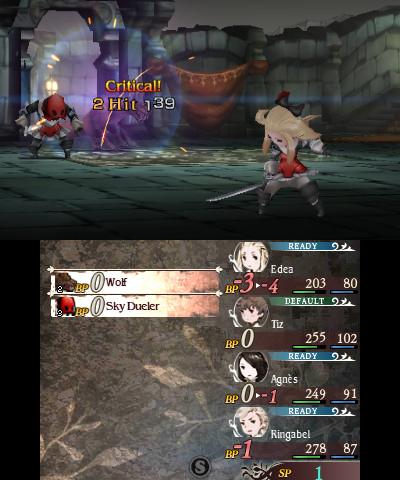 Critical!
2 Hit 139
READY
Edea
BP -3 ▸ -4 203 80
2 BP 0 Wolf
BP 0 Sky Dueler
DEFAULT
Tiz
BP 0 255 102
READY
Agnès
BP 0 ▸ -1 249 91
READY
Ringabel
BP -1 278 87
S
SP 1